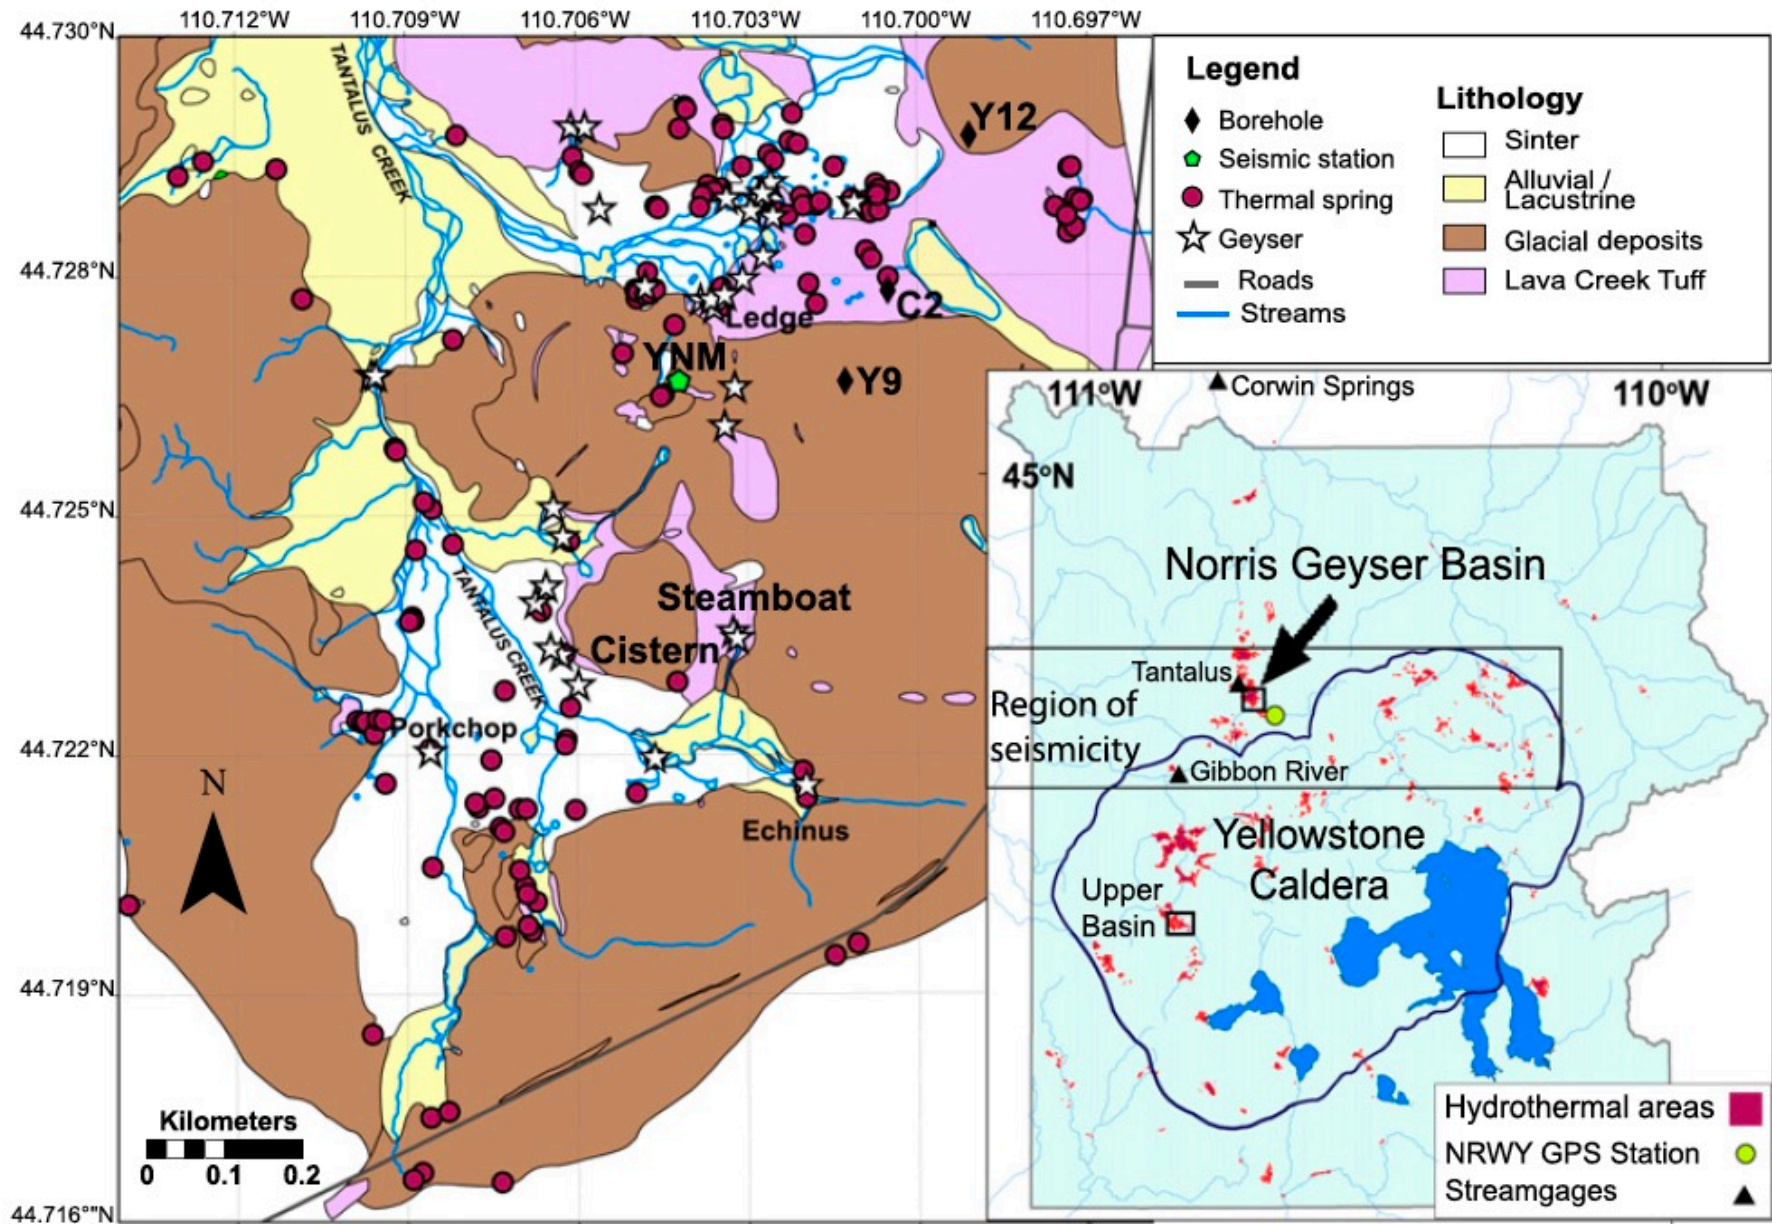 110.712°W 110.709°W 110.706°W 110.703°W 110.700°W 110.697°W
44.730°N
44.728°N
44.725°N
44.722°N
44.719°N
44.716°"N
TANTALUS CREEK
Y12
C2
Ledge
YNM
Y9
TANTALUS CREEK
Steamboat
Cistern
Porkchop
Echinus
N
Kilometers
0 0.1 0.2
Legend
Borehole
Seismic station
Thermal spring
Geyser
Roads
Streams
Lithology
Sinter
Alluvial /
Lacustrine
Glacial deposits
Lava Creek Tuff
Corwin Springs
111°W 110°W
45°N
Norris Geyser Basin
Tantalus
Region of
seismicity
Gibbon River
Yellowstone
Caldera
Upper
Basin
Hydrothermal areas
NRWY GPS Station
Streamgages